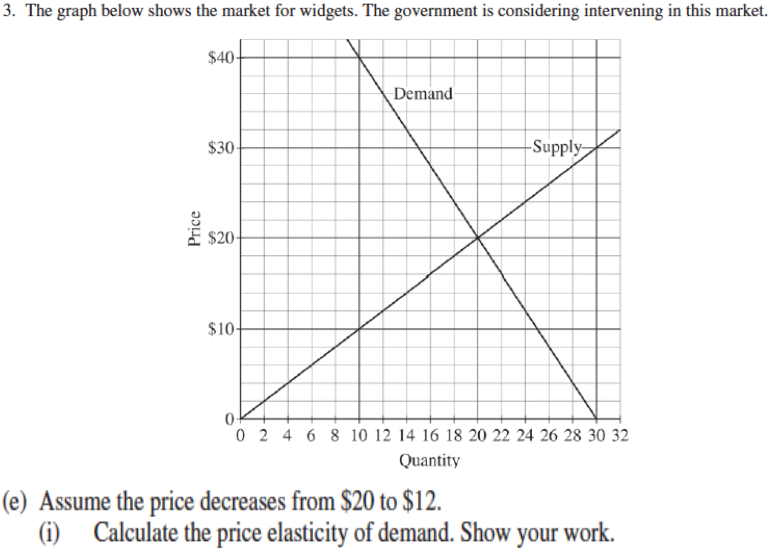 3. The graph below shows the market for widgets. The government is considering intervening in this market.
$40
Demand
$30
Supply
Price
$20
$10
0
0 2 4 6 8 10 12 14 16 18 20 22 24 26 28 30 32
Quantity
(e) Assume the price decreases from $20 to $12.
(i) Calculate the price elasticity of demand. Show your work.